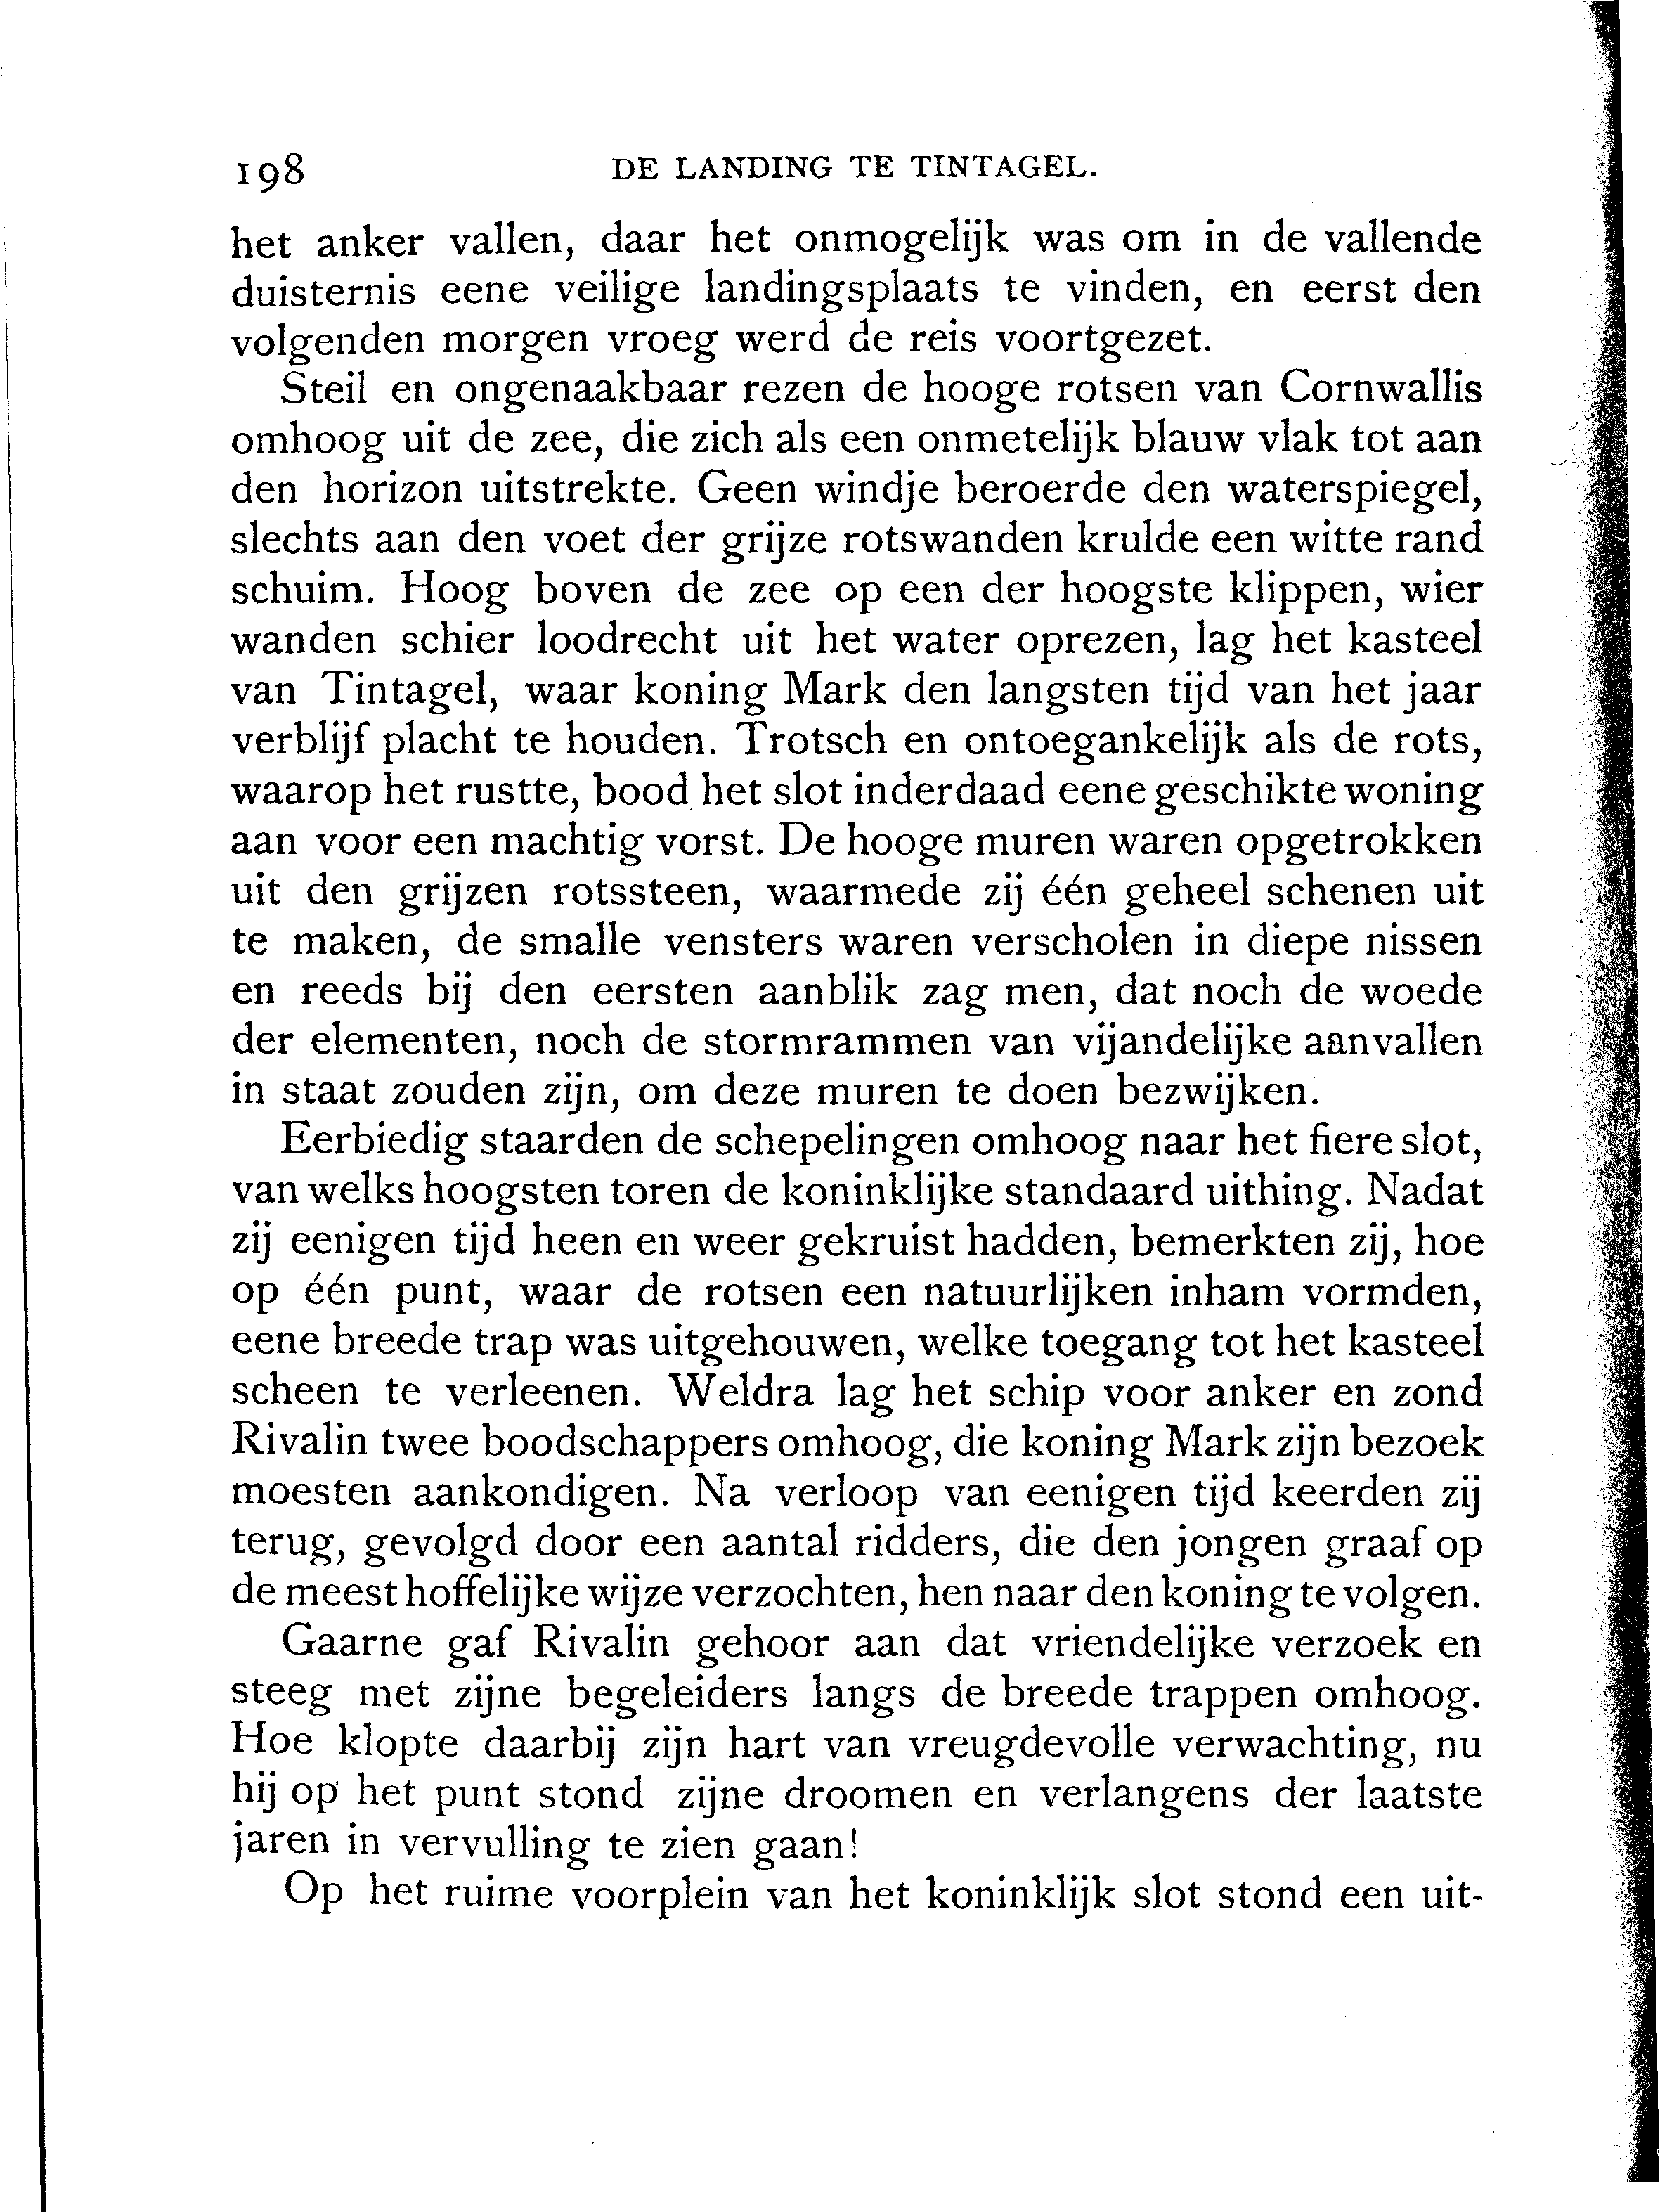 198
DE LANDING TE TINTAGEL.
het anker vallen, daar het onmogelijk was om in de vallende
duisternis eene veilige landingsplaats te vinden, en eerst den
volgenden morgen vroeg werd de reis voortgezet.
Steil en ongenaakbaar rezen de hooge rotsen van Cornwallis
omhoog uit de zee, die zich als een onmetelijk blauw vlak tot aan
den horizon uitstrekte. Geen windje beroerde den waterspiegel,
slechts aan den voet der grijze rotswanden krulde een witte rand
schuim. Hoog boven de zee op een der hoogste klippen, wier
wanden schier loodrecht uit het water oprezen, lag het kasteel
van Tintagel, waar koning Mark den langsten tijd van het jaar
verblijf placht te houden. Trotsch en ontoegankelijk als de rots,
waarop het rustte, bood het slot inderdaad eene geschikte woning
aan voor een machtig vorst. De hooge muren waren opgetrokken
uit den grijzen rotssteen, waarmede zij één geheel schenen uit
te maken, de smalle vensters waren verscholen in diepe nissen
en reeds bij den eersten aanblik zag men, dat noch de woede
der elementen, noch de stormrammen van vijandelijke aanvallen
in staat zouden zijn, om deze muren te doen bezwijken.
Eerbiedig staarden de schepelingen omhoog naar het fiere slot,
van welks hoogsten toren de koninklijke standaard uithing. Nadat
zij eenigen tijd heen en weer gekruist hadden, bemerkten zij, hoe
op één punt, waar de rotsen een natuurlijken inham vormden,
eene breede trap was uitgehouwen, welke toegang tot het kasteel
scheen te verleenen. Weldra lag het schip voor anker en zond
Rivalin twee boodschappers omhoog, die koning Mark zijn bezoek
moesten aankondigen. Na verloop van eenigen tijd keerden zij
terug, gevolgd door een aantal ridders, die den jongen graaf op
de meest hoffelijke wijze verzochten, hen naar den koning te volgen.
Gaarne gaf Rivalin gehoor aan dat vriendelijke verzoek en
steeg met zijne begeleiders langs de breede trappen omhoog.
Hoe klopte daarbij zijn hart van vreugdevolle verwachting, nu
hij op het punt stond zijne droomen en verlangens der laatste
jaren in vervulling te zien gaan!
Op het ruime voorplein van het koninklijk slot stond een uit-